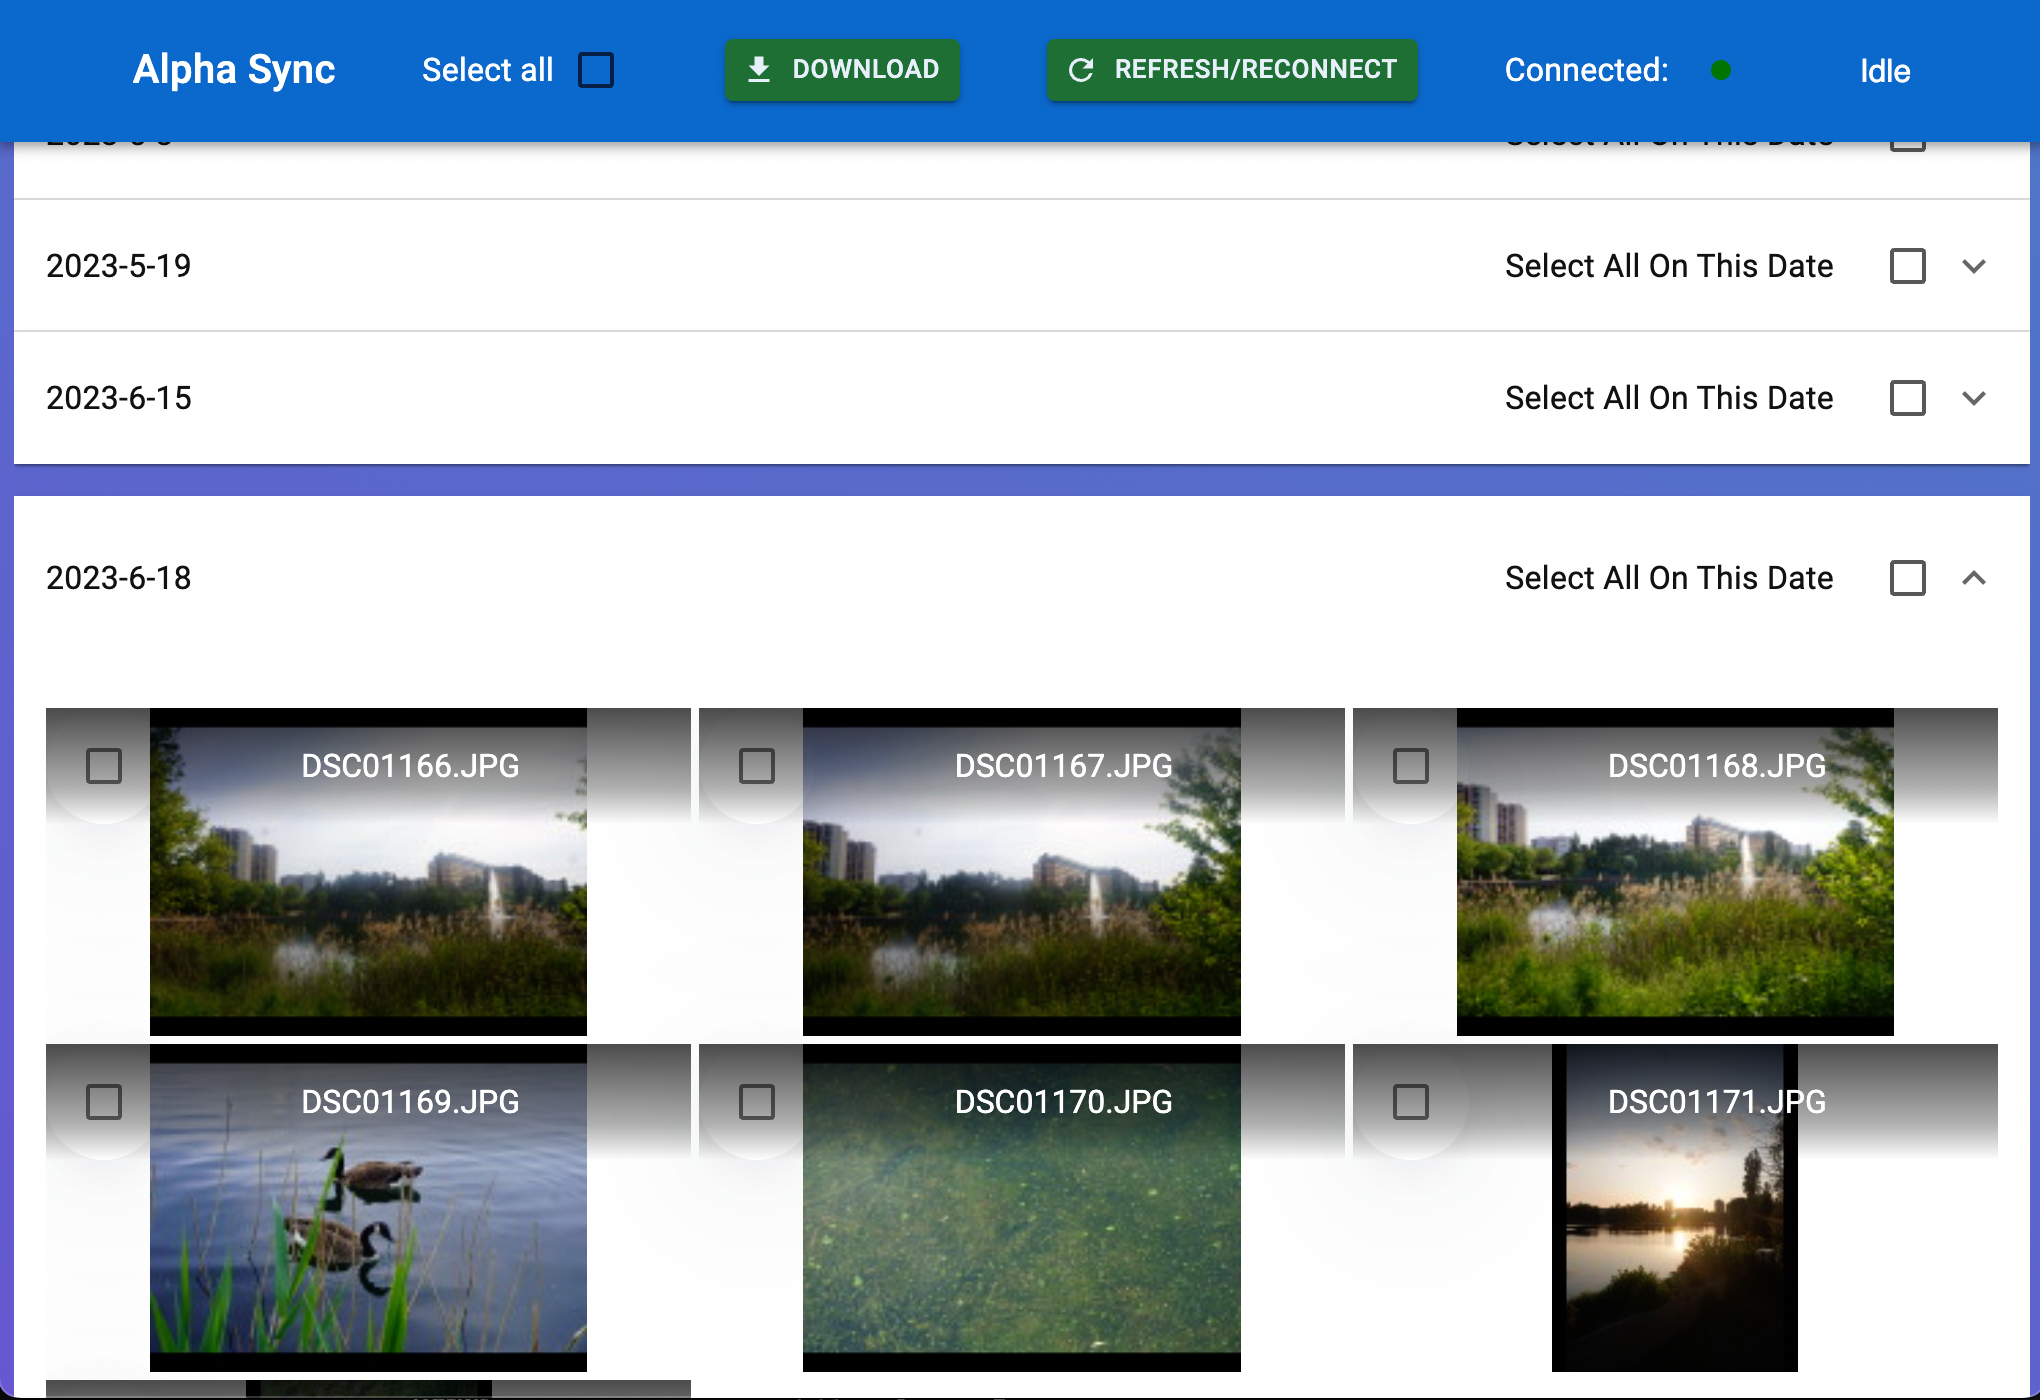 Alpha Sync Select all DOWNLOAD REFRESH/RECONNECT Connected: Idle
Select All On This Date
2023-5-19 Select All On This Date
2023-6-15 Select All On This Date
2023-6-18 Select All On This Date
DSC01166.JPG DSC01167.JPG DSC01168.JPG
DSC01169.JPG DSC01170.JPG DSC01171.JPG